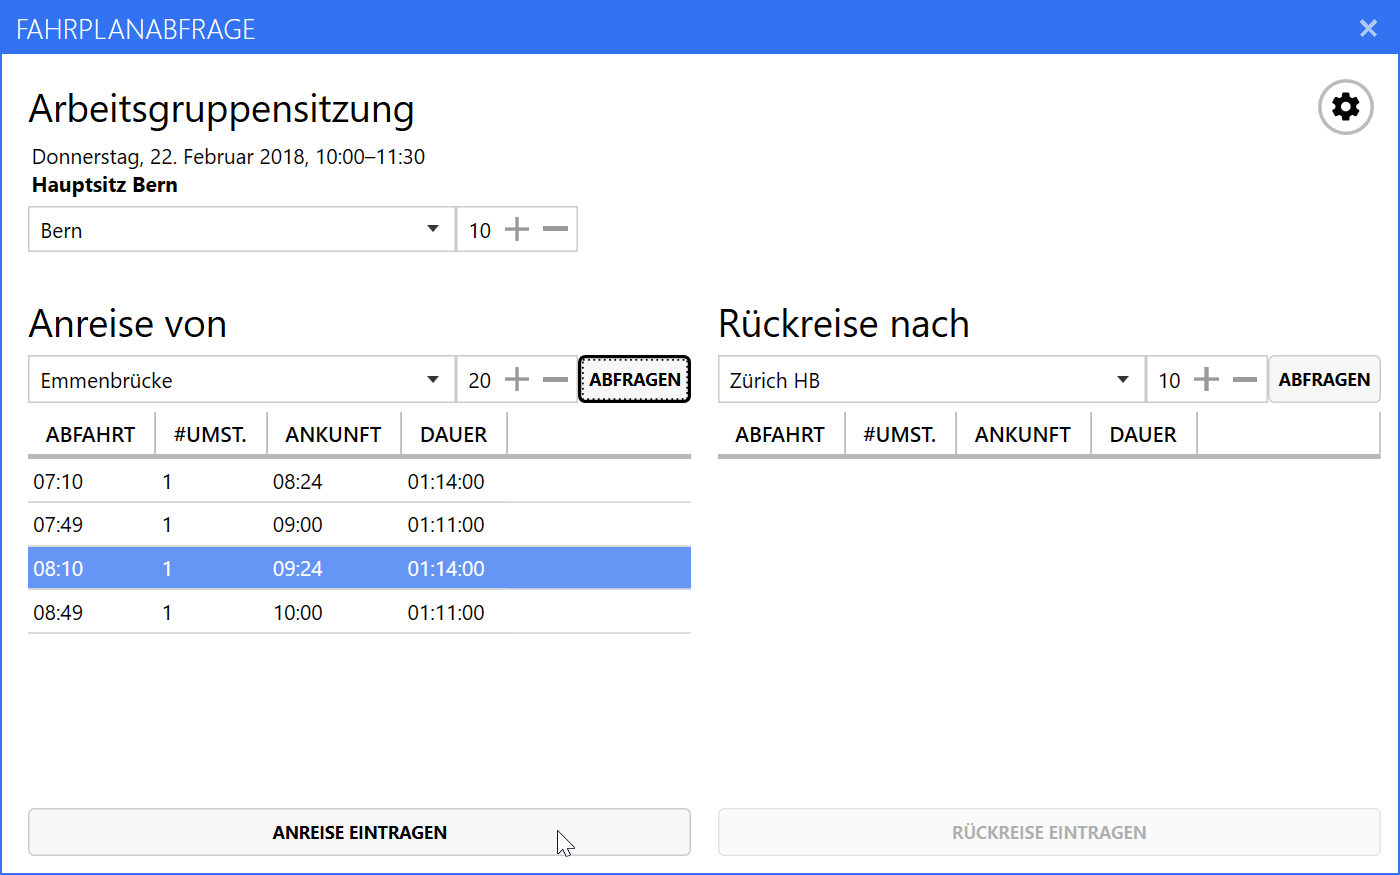 FAHRPLANABFRAGE
Arbeitsgruppensitzung
Donnerstag, 22. Februar 2018, 10:00–11:30
Hauptsitz Bern
Bern 10
Anreise von
Emmenbrücke 20 ABFRAGEN
ABFAHRT #UMST. ANKUNFT DAUER
07:10 1 08:24 01:14:00
07:49 1 09:00 01:11:00
08:10 1 09:24 01:14:00
08:49 1 10:00 01:11:00
ANREISE EINTRAGEN
Rückreise nach
Zürich HB 10 ABFRAGEN
ABFAHRT #UMST. ANKUNFT DAUER
RÜCKREISE EINTRAGEN